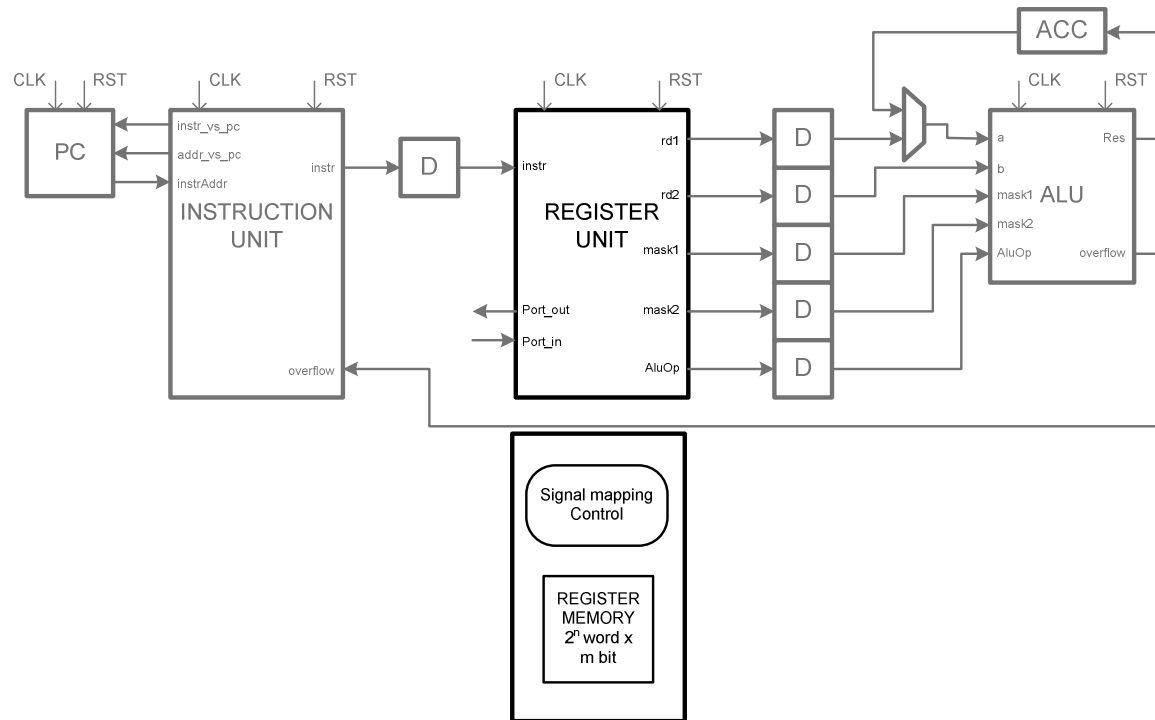 ACC
CLK
RST
CLK
RST
CLK
RST
CLK
RST
PC
instr_vs_pc
addr_vs_pc
instrAddr
instr
INSTRUCTION
UNIT
overflow
D
instr
REGISTER
UNIT
rd1
rd2
mask1
mask2
AluOp
Port_out
Port_in
D
D
D
D
D
a
b
mask1
mask2
AluOp
ALU
Res
overflow
Signal mapping
Control
REGISTER
MEMORY
2ⁿ word x
m bit